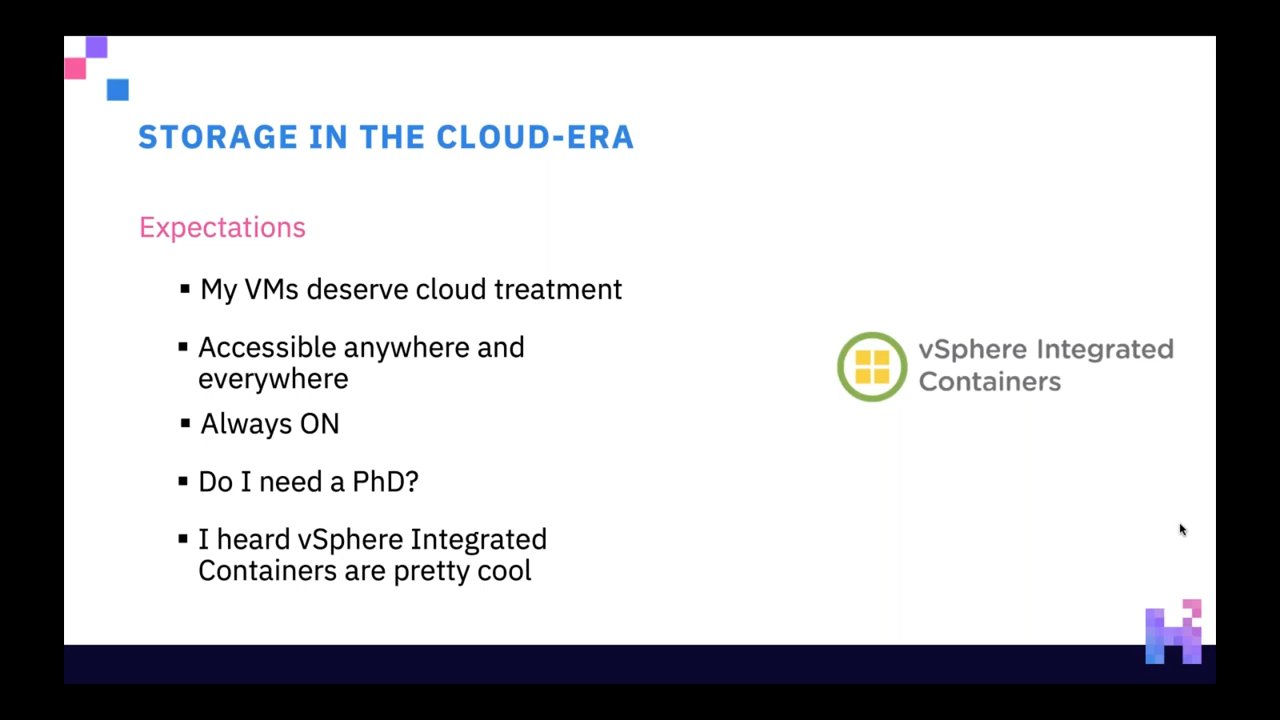 STORAGE IN THE CLOUD-ERA
Expectations
▪ My VMs deserve cloud treatment
▪ Accessible anywhere and
everywhere
▪ Always ON
▪ Do I need a PhD?
▪ I heard vSphere Integrated
Containers are pretty cool
vSphere Integrated
Containers